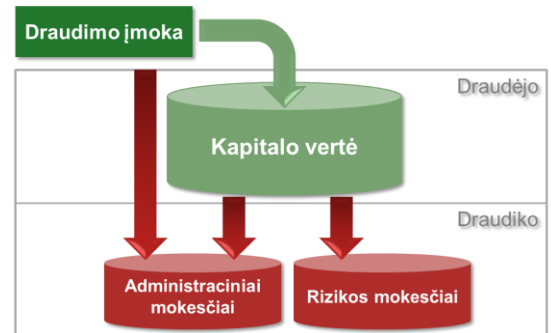 Draudimo įmoka
Draudėjo
Kapitalo vertė
Draudiko
Administraciniai
mokesčiai
Rizikos mokesčiai